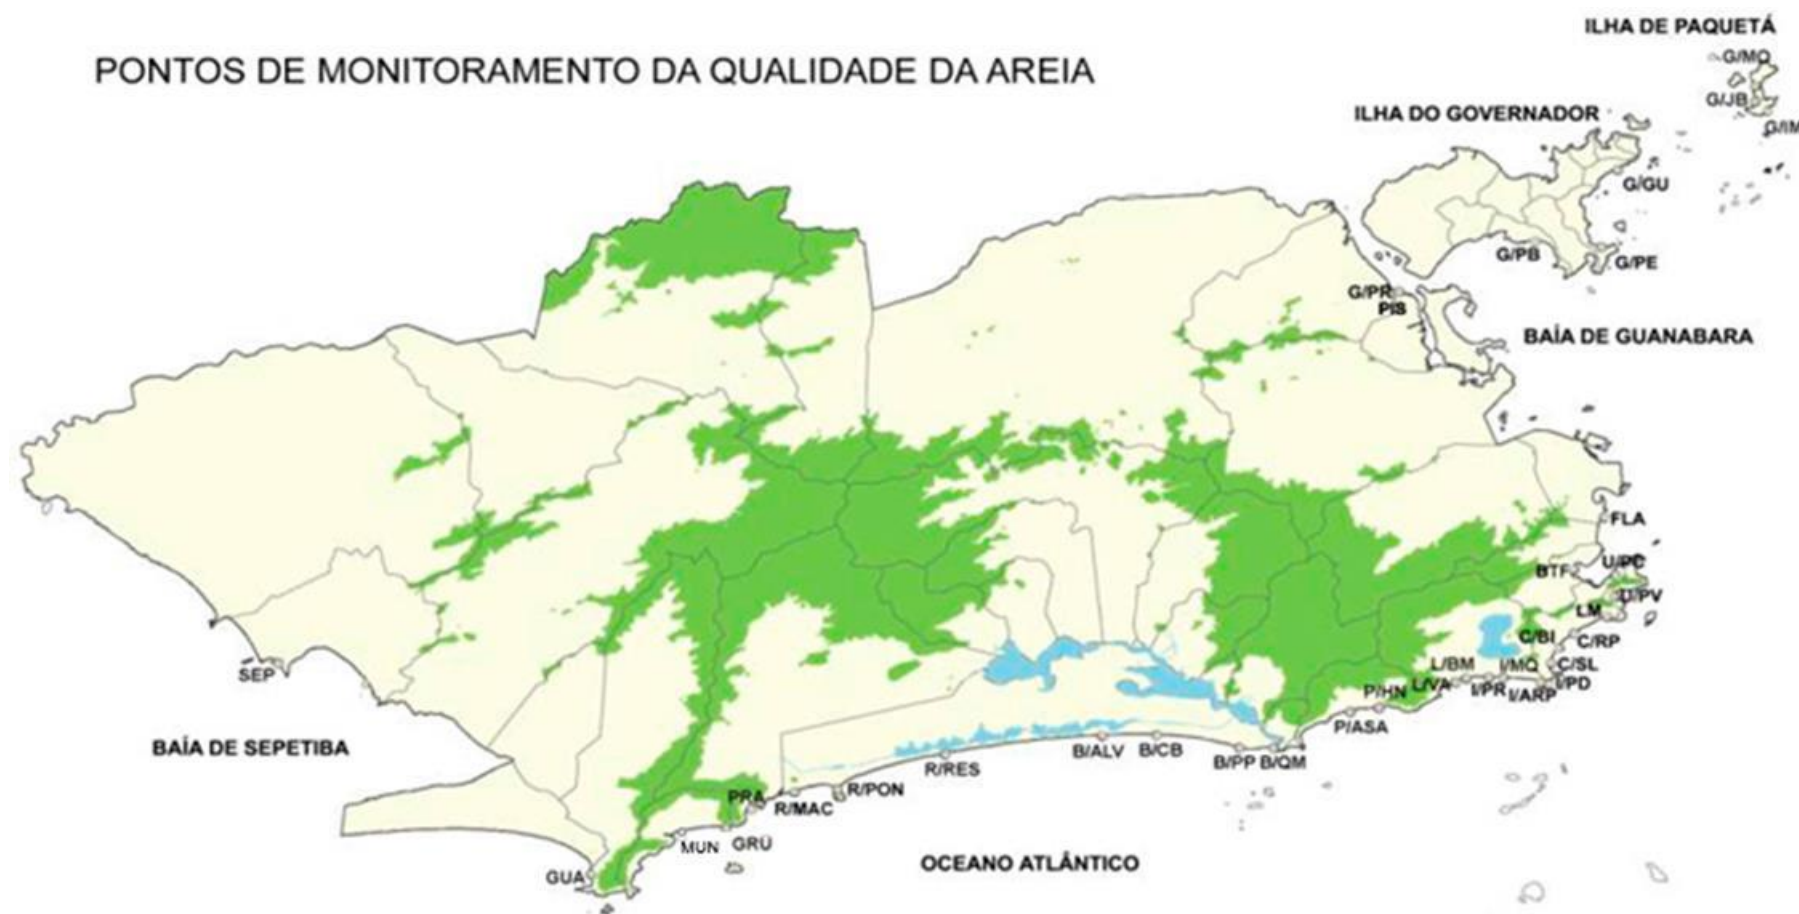 ILHA DE PAQUETÁ
G/MO
PONTOS DE MONITORAMENTO DA QUALIDADE DA AREIA
G/JB
ILHA DO GOVERNADOR
G/IM
G/GU
G/PB
G/PE
G/PR
PIS
BAÍA DE GUANABARA
FLA
U/PC
BTF
U/PV
LM
C/BI
C/RP
L/BM
I/MQ
C/SL
SEP
P/HN
L/VA
I/PR
I/ARP
I/PD
P/ASA
BAÍA DE SEPETIBA
B/ALV
B/CB
B/PP
B/QM
R/RES
R/PON
PRA
R/MAC
MUN
GRÜ
OCEANO ATLÂNTICO
GUA